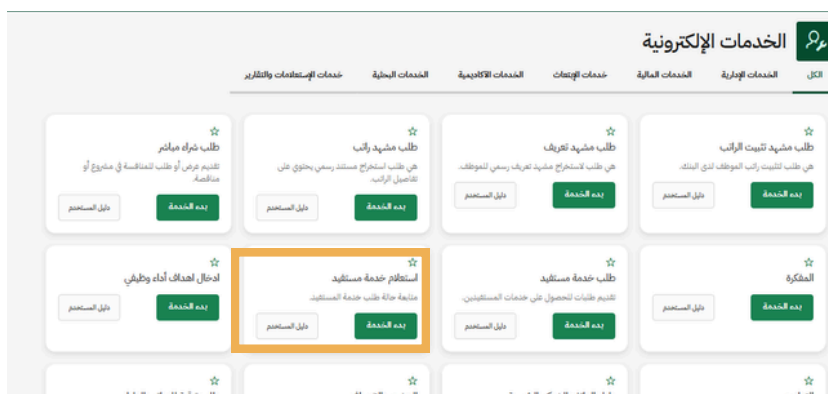 الخدمات الإلكترونية
الكل
الخدمات الإدارية
الخدمات المالية
خدمات الإبتعاث
الخدمات الأكاديمية
الخدمات البحثية
خدمات الإستعلامات والتقارير
طلب مشهد تثبيت الراتب
هي طلب لتثبيت راتب الموظف لدى البنك.
بدء الخدمة
دليل المستخدم
طلب مشهد تعريف
هي طلب لاستخراج مشهد تعريف رسمي للموظف.
بدء الخدمة
دليل المستخدم
طلب مشهد راتب
هي طلب استخراج مستند رسمي يحتوي على
تفاصيل الراتب.
بدء الخدمة
دليل المستخدم
طلب شراء مباشر
تقديم عرض أو طلب للمنافسة في مشروع أو
مناقصة.
بدء الخدمة
دليل المستخدم
المفكرة
بدء الخدمة
دليل المستخدم
طلب خدمة مستفيد
تقديم طلبات للحصول على خدمات المستفيدين.
بدء الخدمة
دليل المستخدم
استعلام خدمة مستفيد
متابعة حالة طلب خدمة المستفيد.
بدء الخدمة
دليل المستخدم
ادخال اهداف أداء وظيفي
بدء الخدمة
دليل المستخدم